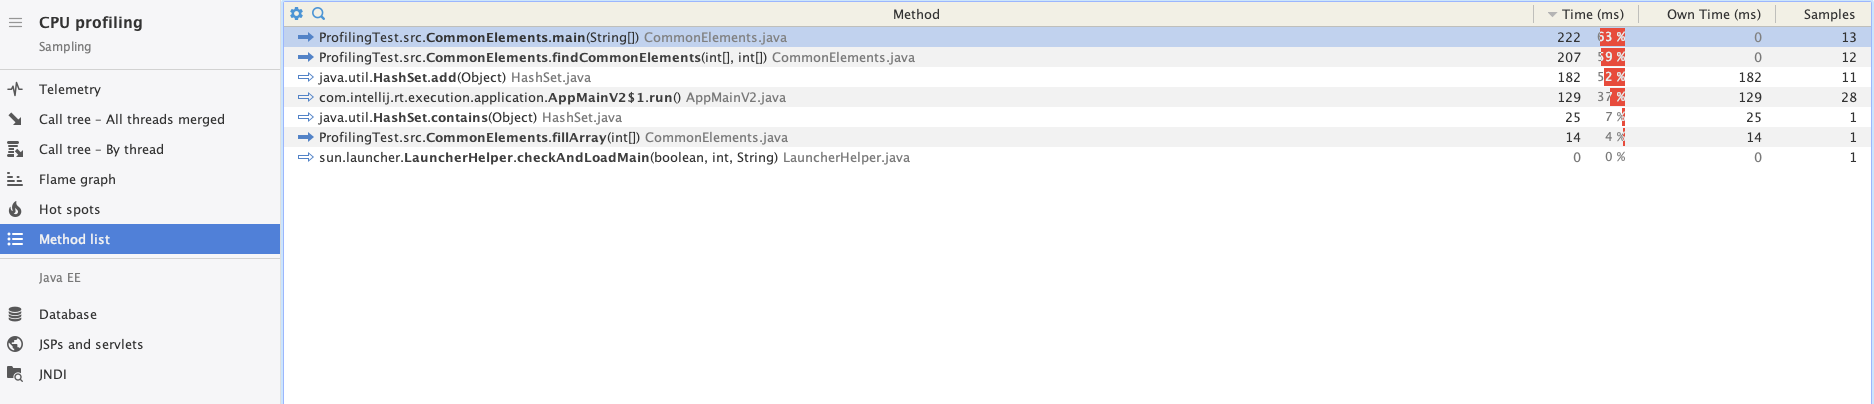 CPU profiling
Sampling
Telemetry
Call tree – All threads merged
Call tree – By thread
Flame graph
Hot spots
Method list
Java EE
Database
JSPs and servlets
JNDI
Method Time (ms) Own Time (ms) Samples
ProfilingTest.src.CommonElements.main(String[]) CommonElements.java 222 63 % 0 13
ProfilingTest.src.CommonElements.findCommonElements(int[], int[]) CommonElements.java 207 59 % 0 12
java.util.HashSet.add(Object) HashSet.java 182 52 % 182 11
com.intellij.rt.execution.application.AppMainV2$1.run() AppMainV2.java 129 37 % 129 28
java.util.HashSet.contains(Object) HashSet.java 25 7 % 25 1
ProfilingTest.src.CommonElements.fillArray(int[]) CommonElements.java 14 4 % 14 1
sun.launcher.LauncherHelper.checkAndLoadMain(boolean, int, String) LauncherHelper.java 0 0 % 0 1